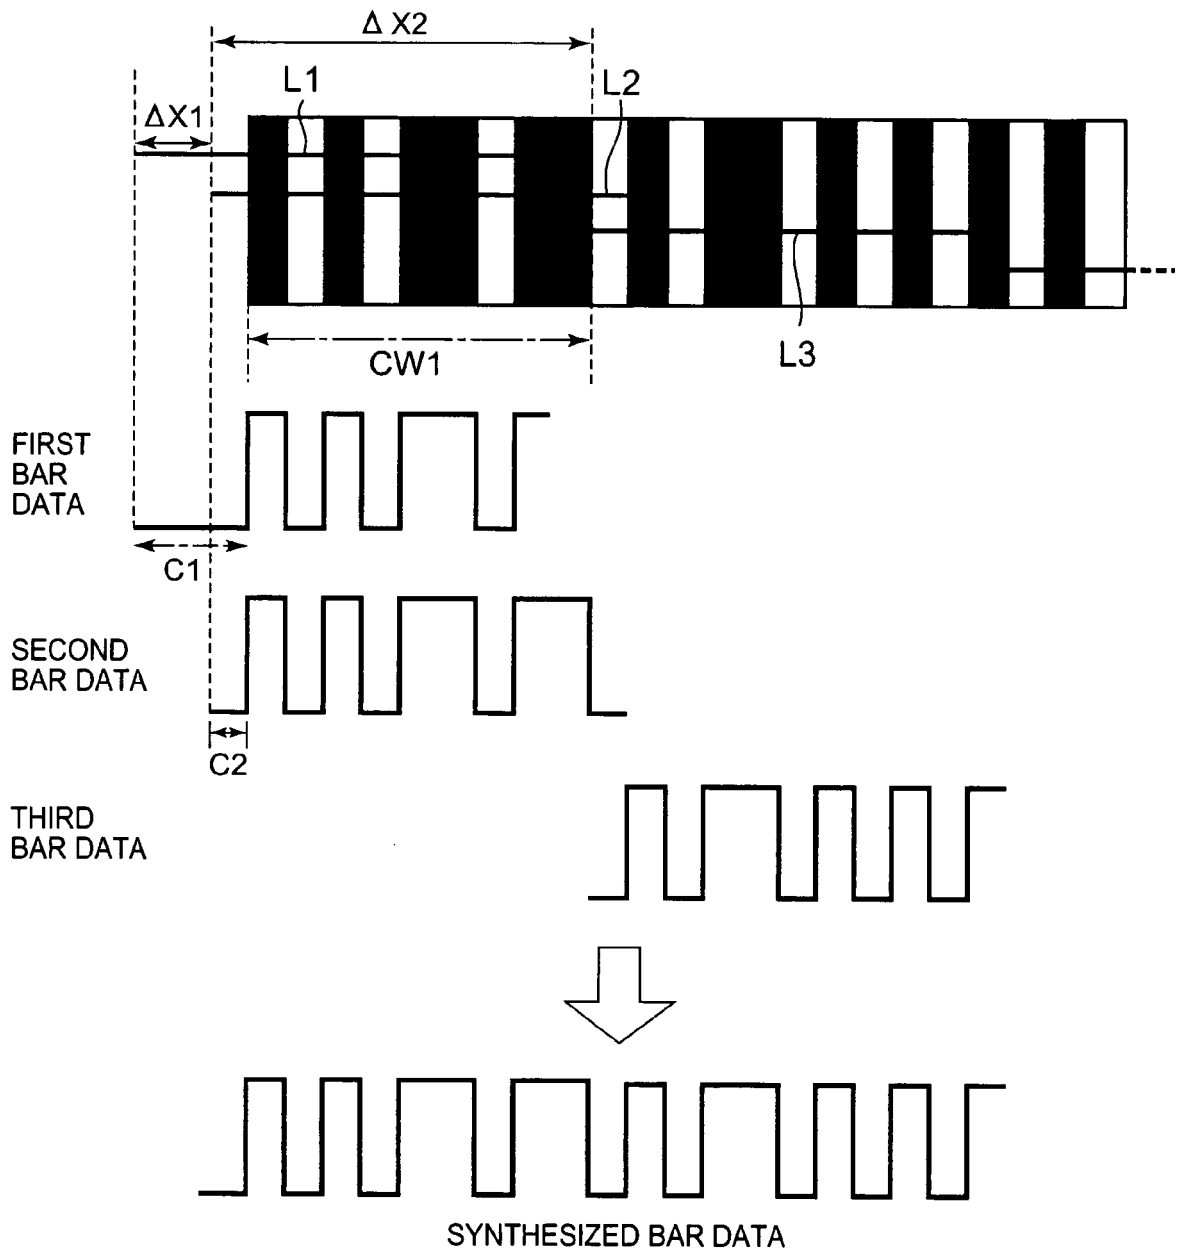 Δ X2
L1
L2
ΔX1
L3
CW1
FIRST
BAR
DATA
C1
SECOND
BAR DATA
C2
THIRD
BAR DATA
SYNTHESIZED BAR DATA